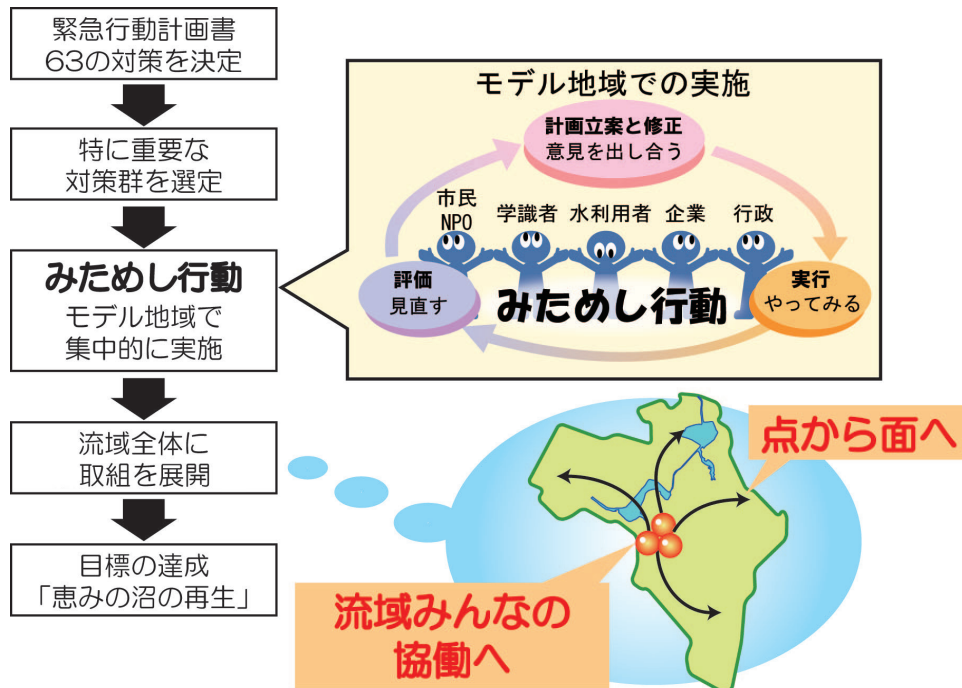 緊急行動計画書
63の対策を決定
特に重要な
対策群を選定
みためし行動
モデル地域で
集中的に実施
流域全体に
取組を展開
目標の達成
「恵みの沼の再生」
モデル地域での実施
計画立案と修正
意見を出し合う
市民
NPO
学識者
水利用者
企業
行政
評価
見直す
みためし行動
実行
やってみる
点から面へ
流域みんなの
協働へ